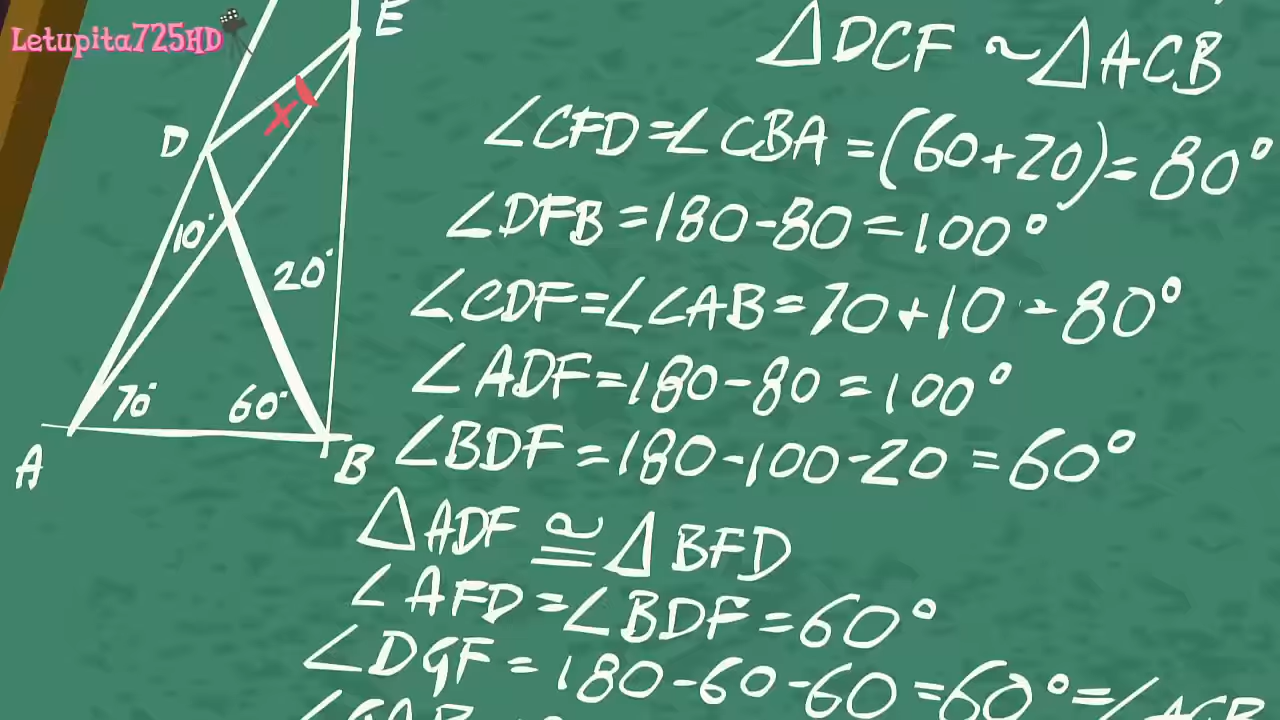 Letupita725HD
E
D
X
10°
20°
70°
60°
A
B
△DCF ~ △ACB
∠CFD = ∠CBA = (60+20) = 80°
∠DFB = 180-80 = 100°
∠CDF = ∠CAB = 70+10 = 80°
∠ADF = 180-80 = 100°
∠BDF = 180-100-20 = 60°
△ADF ≅ △BFD
∠AFD = ∠BDF = 60°
∠DGF = 180-60-60 = 60° = ∠ACB